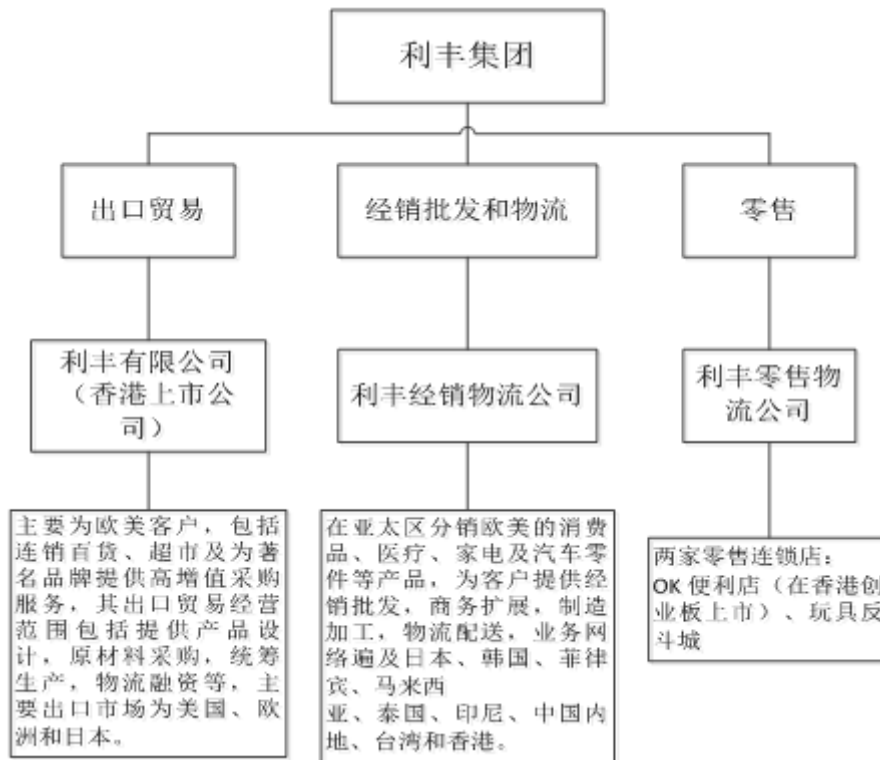 利丰集团
出口贸易
经销批发和物流
零售
利丰有限公司
（香港上市公
司）
利丰经销物流公司
利丰零售物
流公司
主要为欧美客户，包括
连销百货、超市及为著
名品牌提供高增值采购
服务，其出口贸易经营
范围包括提供产品设
计，原材料采购，统筹
生产，物流融资等，主
要出口市场为美国、欧
洲和日本。
在亚太区分销欧美的消费
品、医疗、家电及汽车零
件等产品，为客户提供经
销批发，商务扩展，制造
加工，物流配送，业务网
络遍及日本、韩国、菲律
宾、马来西
亚、泰国、印尼、中国内
地、台湾和香港。
两家零售连锁店：
OK 便利店（在香港创
业板上市）、玩具反
斗城